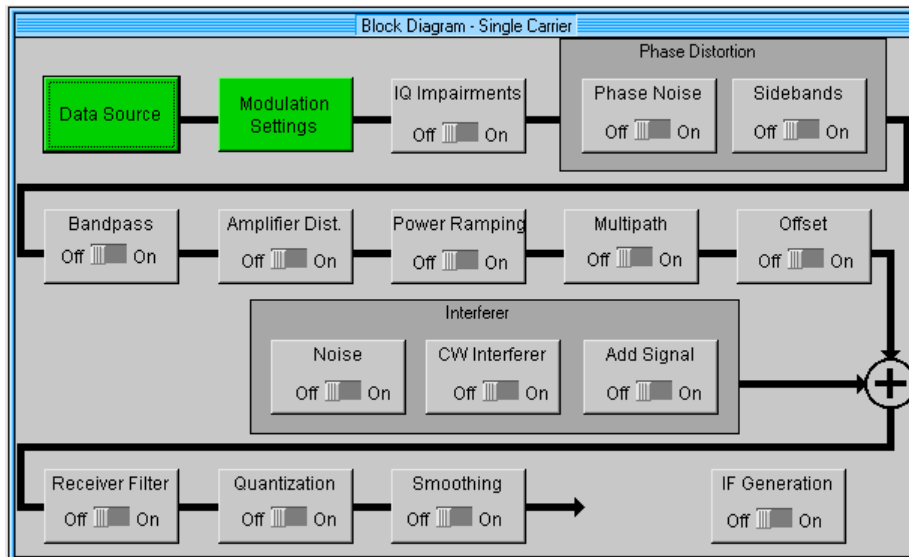 Block Diagram - Single Carrier
Phase Distortion
Data Source
Modulation
Settings
IQ Impairments
Off On
Phase Noise
Off On
Sidebands
Off On
Bandpass
Off On
Amplifier Dist.
Off On
Power Ramping
Off On
Multipath
Off On
Offset
Off On
Interferer
Noise
Off On
CW Interferer
Off On
Add Signal
Off On
Receiver Filter
Off On
Quantization
Off On
Smoothing
Off On
IF Generation
Off On